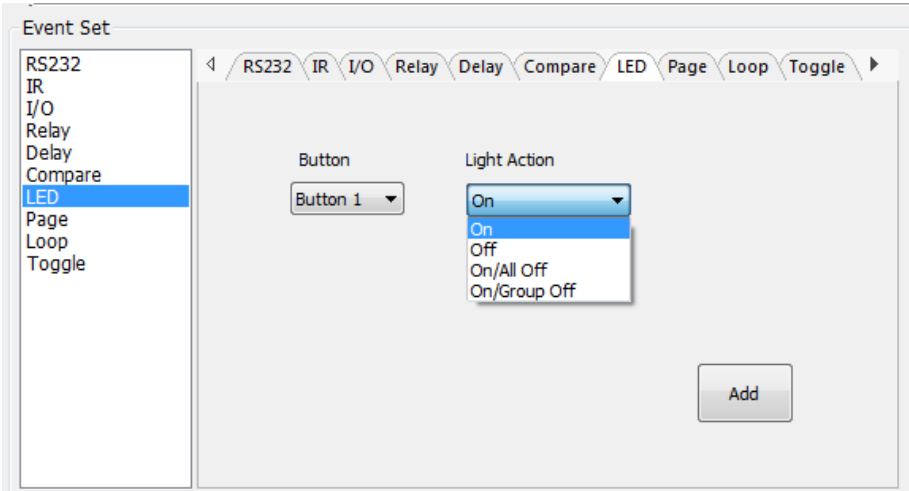 Event Set
RS232
IR
I/O
Relay
Delay
Compare
LED
Page
Loop
Toggle
RS232 IR I/O Relay Delay Compare LED Page Loop Toggle
Button Light Action
Button 1 On
On
Off
On/All Off
On/Group Off
Add